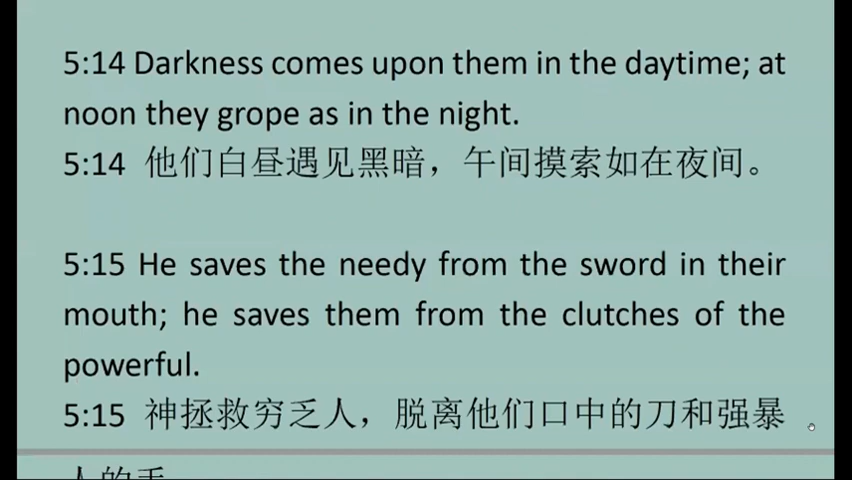 5:14 Darkness comes upon them in the daytime; at
noon they grope as in the night.
5:14 他们白昼遇见黑暗，午间摸索如在夜间。
5:15 He saves the needy from the sword in their
mouth; he saves them from the clutches of the
powerful.
5:15 神拯救穷乏人，脱离他们口中的刀和强暴
人的手